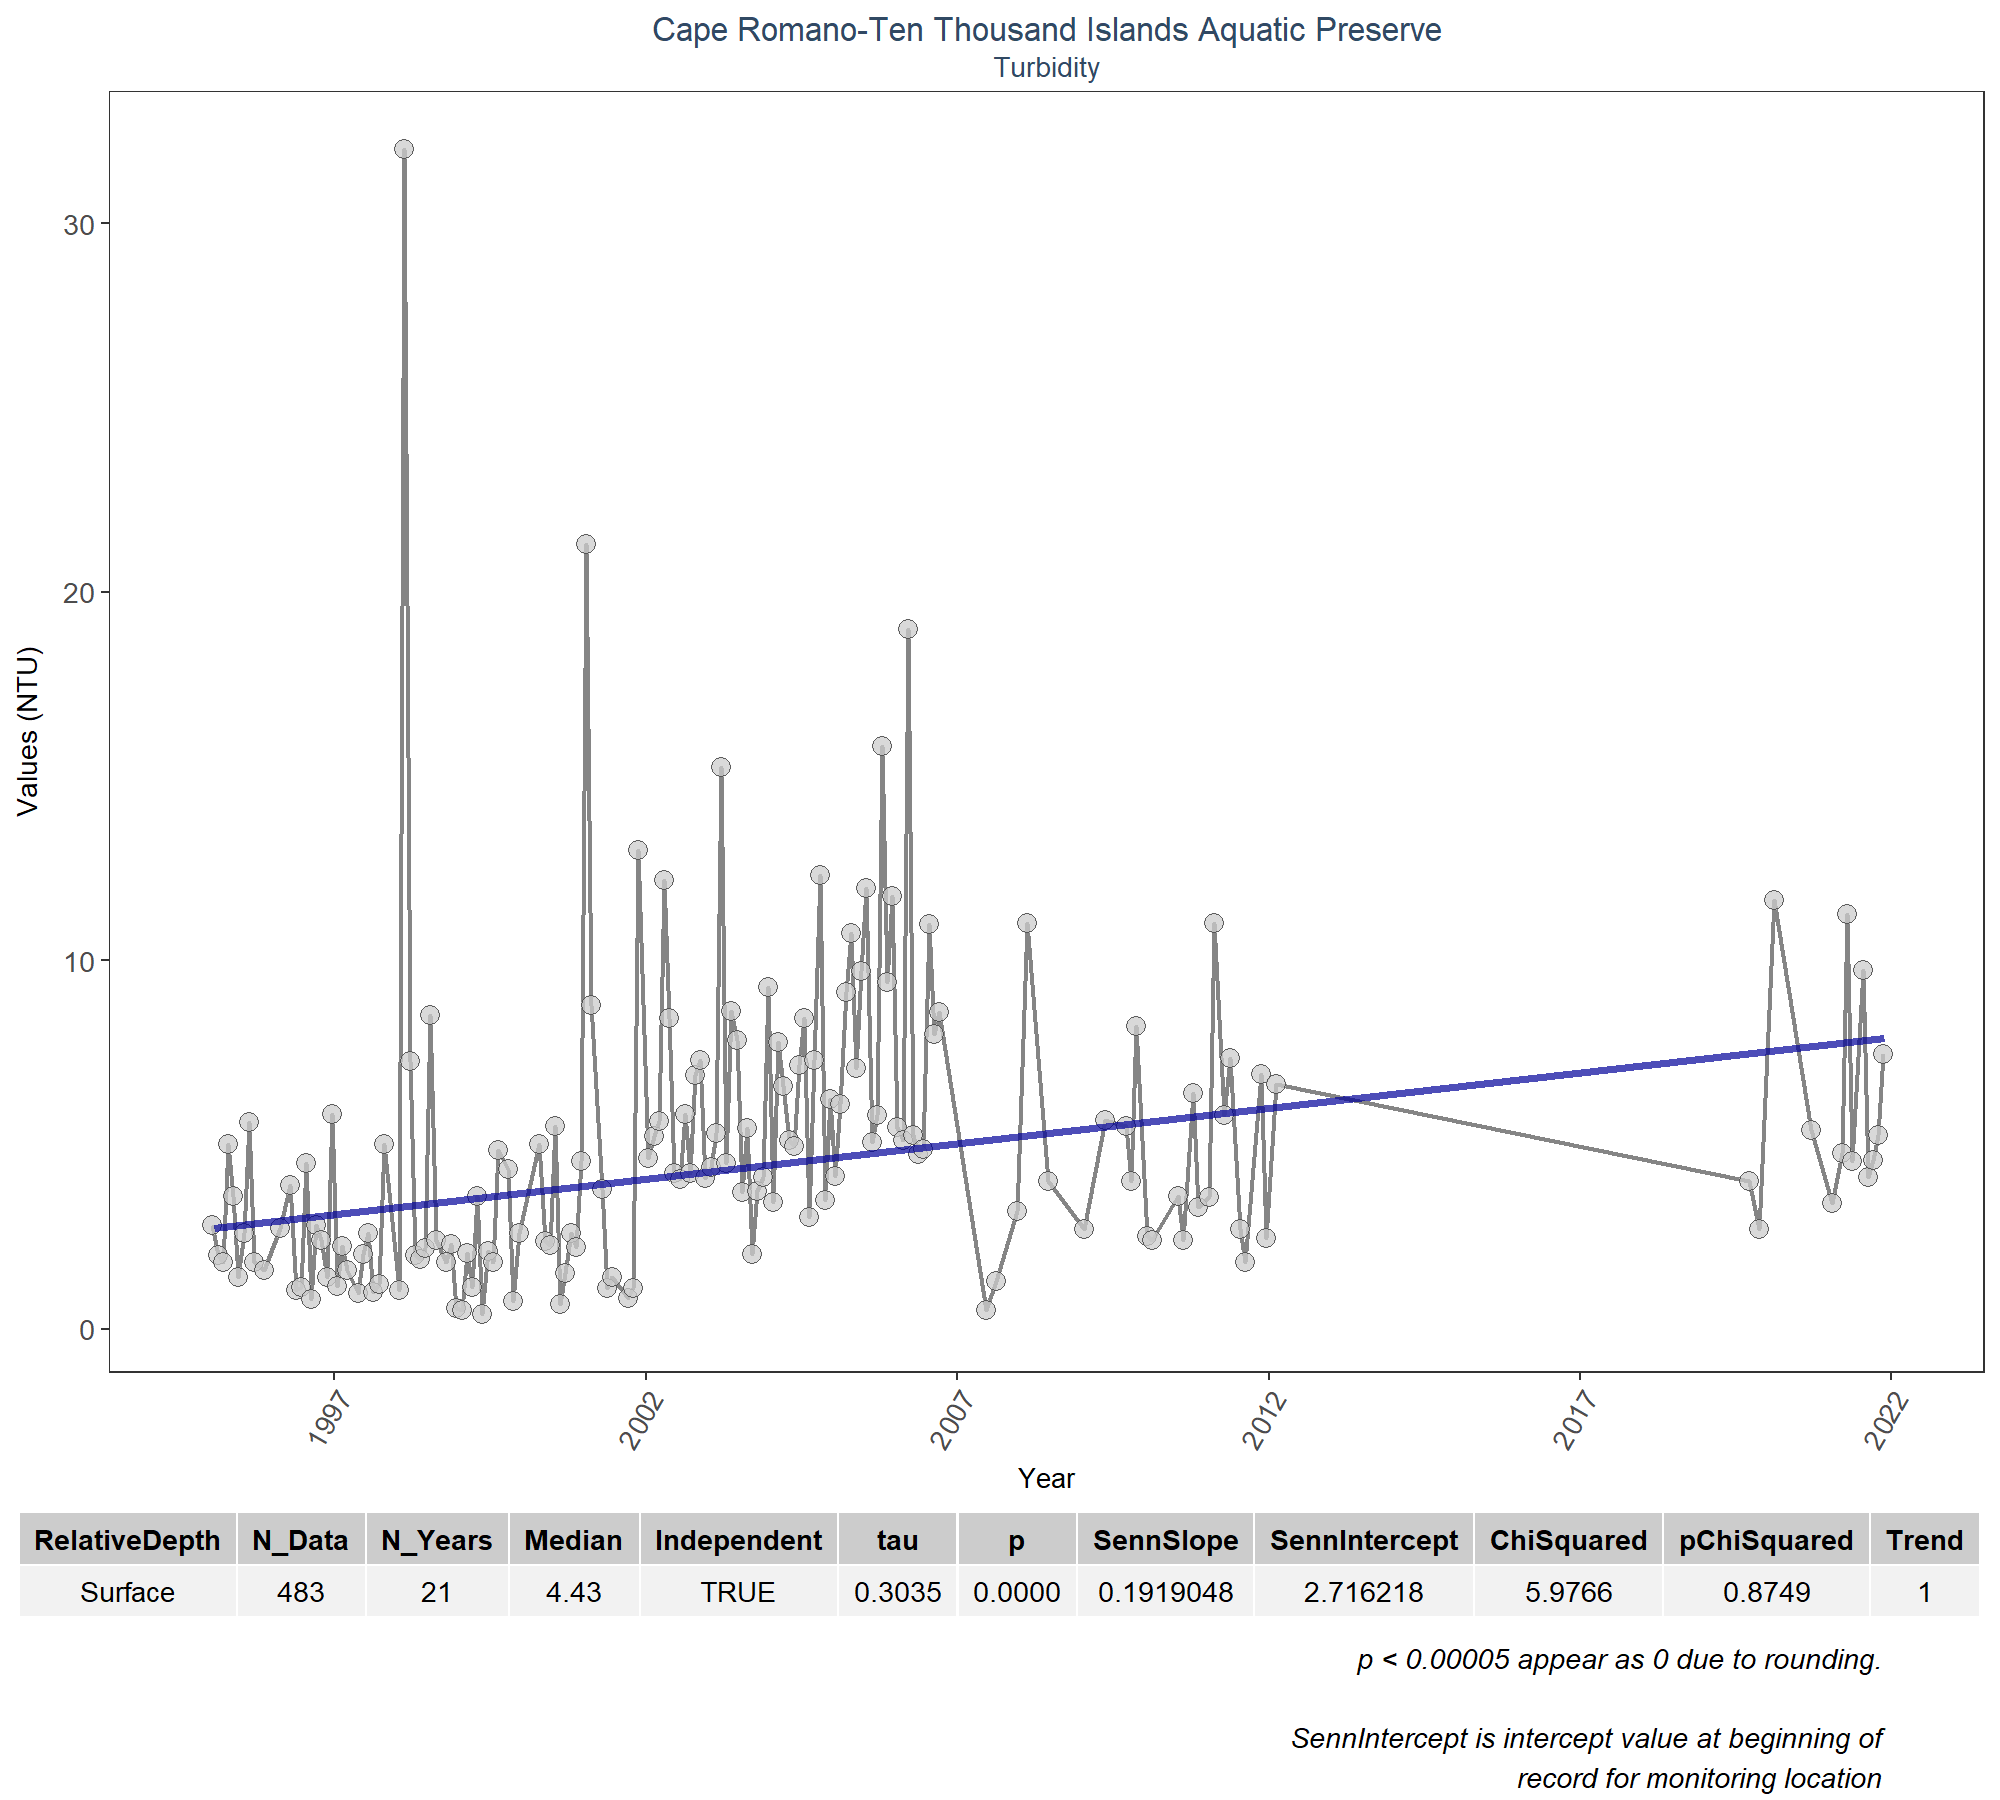 Cape Romano-Ten Thousand Islands Aquatic Preserve
Turbidity
Values (NTU)
30
20
10
0
1997
2002
2007
2012
2017
2022
Year
RelativeDepth N_Data N_Years Median Independent tau p SennSlope SennIntercept ChiSquared pChiSquared Trend
Surface 483 21 4.43 TRUE 0.3035 0.0000 0.1919048 2.716218 5.9766 0.8749 1
p < 0.00005 appear as 0 due to rounding.
SennIntercept is intercept value at beginning of
record for monitoring location